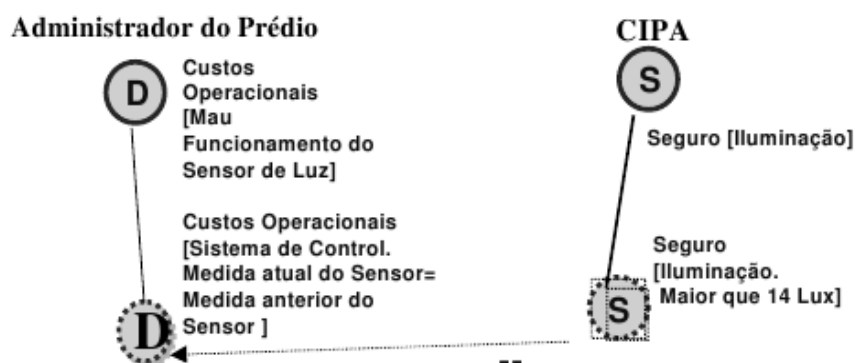 Administrador do Prédio
CIPA
D
Custos
Operacionais
[Mau
Funcionamento do
Sensor de Luz]
S
Seguro [Iluminação]
Custos Operacionais
[Sistema de Control.
Medida atual do Sensor=
Medida anterior do
Sensor ]
D
Seguro
[Iluminação.
Maior que 14 Lux]
S
--